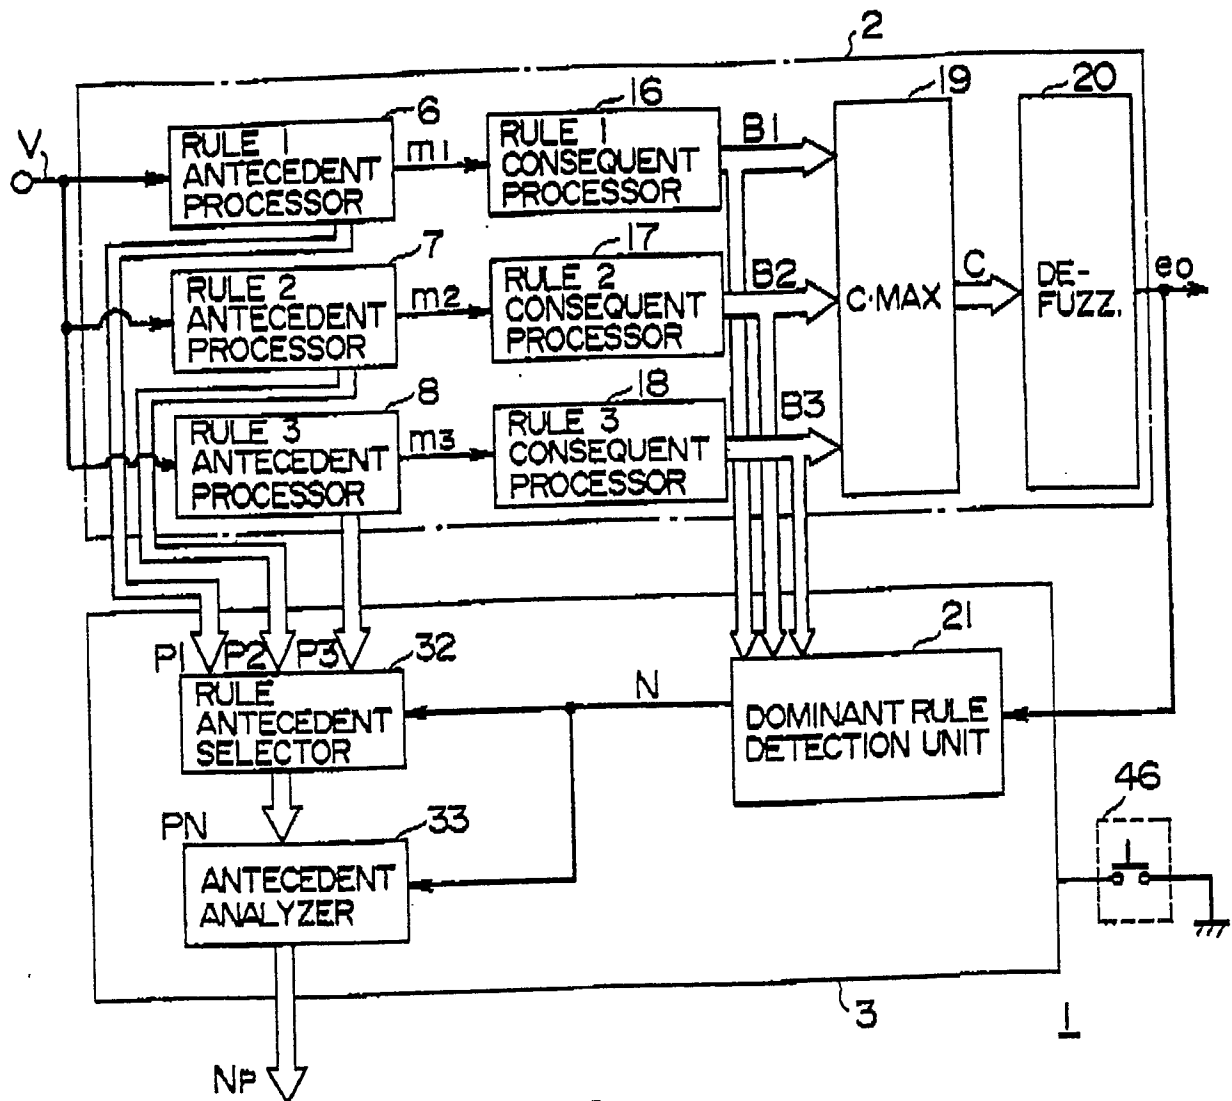 2
V
6
RULE 1
ANTECEDENT
PROCESSOR
m1
16
RULE 1
CONSEQUENT
PROCESSOR
B1
19
C·MAX
20
DE-
FUZZ.
C
eo
7
RULE 2
ANTECEDENT
PROCESSOR
m2
17
RULE 2
CONSEQUENT
PROCESSOR
B2
8
RULE 3
ANTECEDENT
PROCESSOR
m3
18
RULE 3
CONSEQUENT
PROCESSOR
B3
P1
P2
P3
32
RULE
ANTECEDENT
SELECTOR
N
21
DOMINANT RULE
DETECTION UNIT
46
PN
33
ANTECEDENT
ANALYZER
3
1
NP